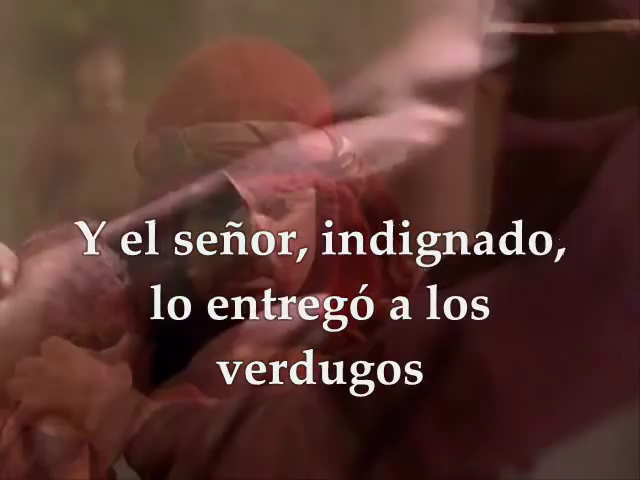 Y el señor, indignado,
lo entregó a los
verdugos